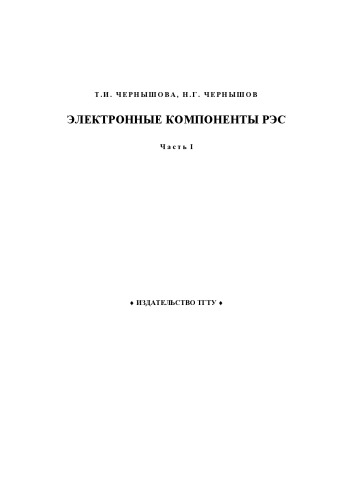 Т.И. ЧЕРНЫШОВА, Н.Г. ЧЕРНЫШОВ
ЭЛЕКТРОННЫЕ КОМПОНЕНТЫ РЭС
Часть I
♦ ИЗДАТЕЛЬСТВО ТГТУ ♦